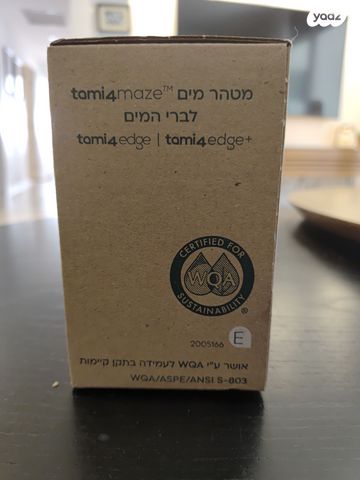 yaaz
מטהר מים tami4maze™
לברי המים
tami4edge | tami4edge+
CERTIFIED FOR
WQA
SUSTAINABILITY
®
2005166
E
אושר ע"י WQA לעמידה בתקן קיימות
WQA/ASPE/ANSI S-803